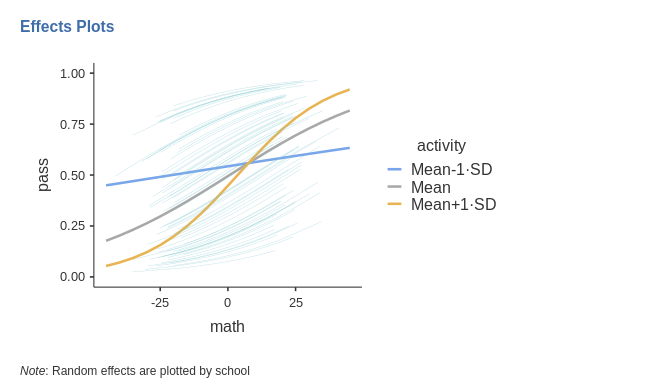 Effects Plots
1.00
0.75
0.50
0.25
0.00
pass
-25
0
25
math
activity
Mean-1·SD
Mean
Mean+1·SD
Note: Random effects are plotted by school